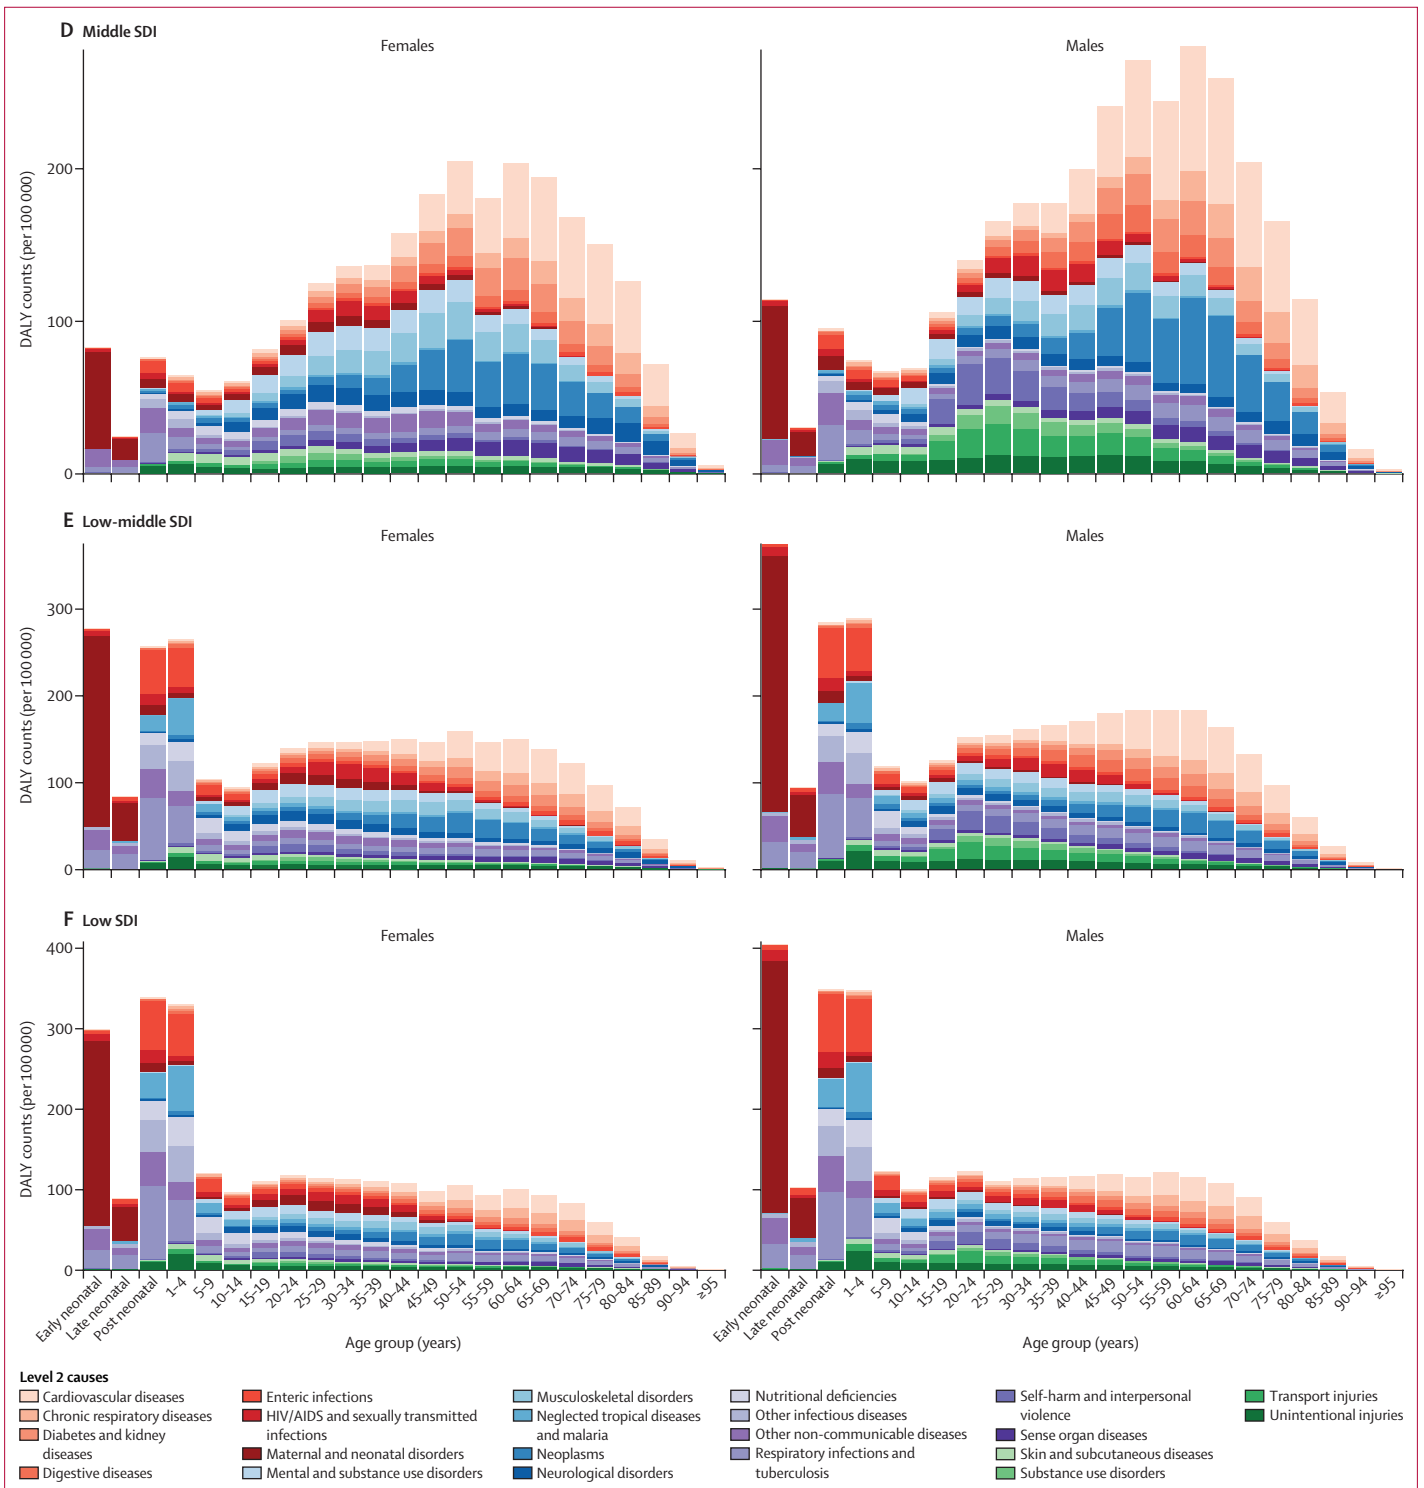 D Middle SDI
Females
Males
DALY counts (per 100 000)
200
100
0
E Low-middle SDI
Females
Males
DALY counts (per 100 000)
300
200
100
0
F Low SDI
Females
Males
DALY counts (per 100 000)
400
300
200
100
0
Early neonatal
Late neonatal
Post neonatal
1–4
5–9
10–14
15–19
20–24
25–29
30–34
35–39
40–44
45–49
50–54
55–59
60–64
65–69
70–74
75–79
80–84
85–89
90–94
≥95
Early neonatal
Late neonatal
Post neonatal
1–4
5–9
10–14
15–19
20–24
25–29
30–34
35–39
40–44
45–49
50–54
55–59
60–64
65–69
70–74
75–79
80–84
85–89
90–94
≥95
Age group (years)
Age group (years)
Level 2 causes
Cardiovascular diseases
Chronic respiratory diseases
Diabetes and kidney
diseases
Digestive diseases
Enteric infections
HIV/AIDS and sexually transmitted
infections
Maternal and neonatal disorders
Mental and substance use disorders
Musculoskeletal disorders
Neglected tropical diseases
and malaria
Neoplasms
Neurological disorders
Nutritional deficiencies
Other infectious diseases
Other non-communicable diseases
Respiratory infections and
tuberculosis
Self-harm and interpersonal
violence
Sense organ diseases
Skin and subcutaneous diseases
Substance use disorders
Transport injuries
Unintentional injuries